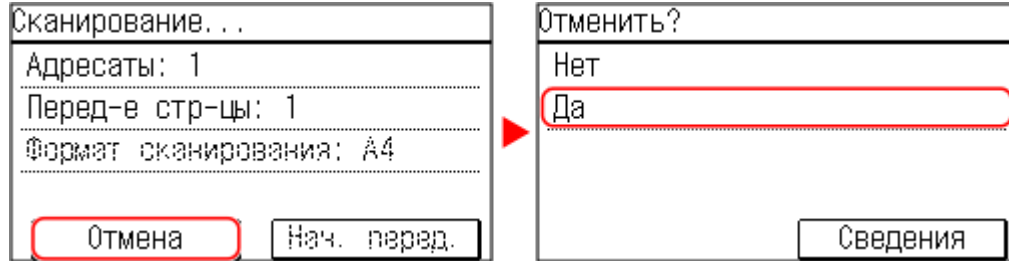 Сканирование...
Адресаты: 1
Перед-е стр-цы: 1
Формат сканирования: A4
Отмена
Нач. перед.
Отменить?
Нет
Да
Сведения